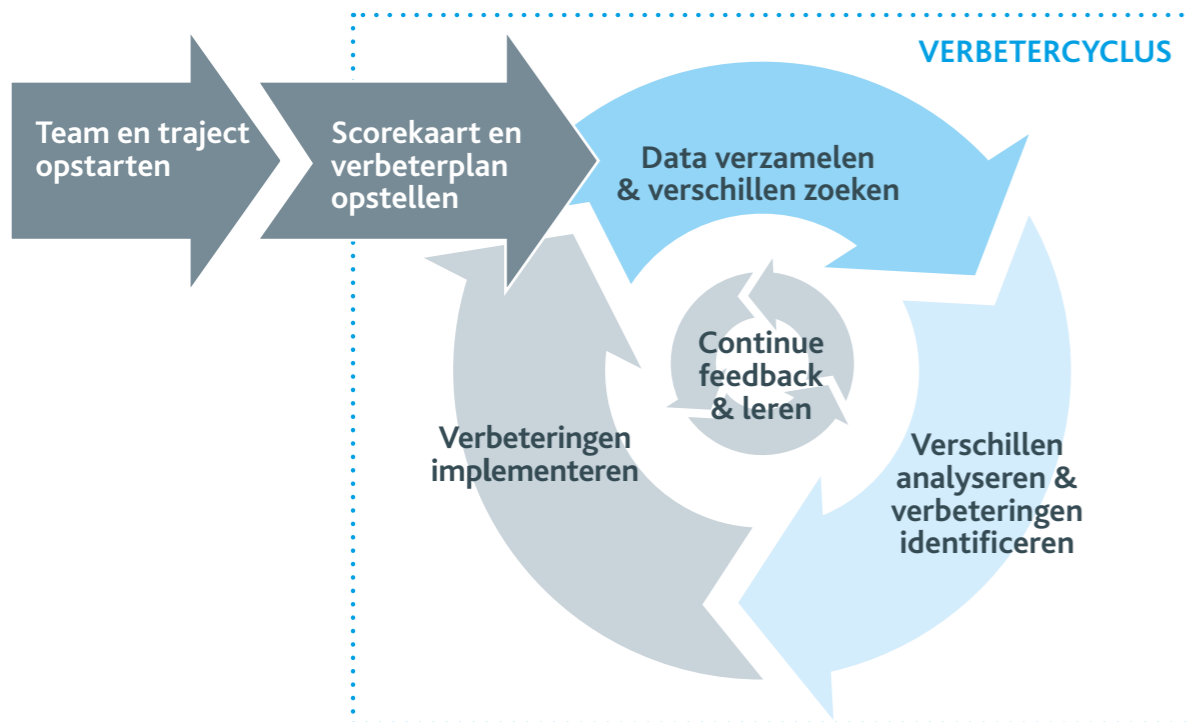 VERBETERCYCLUS
Team en traject
opstarten
Scorekaart en
verbeterplan
opstellen
Data verzamelen
& verschillen zoeken
Continue
feedback
& leren
Verbeteringen
implementeren
Verschillen
analyseren &
verbeteringen
identificeren